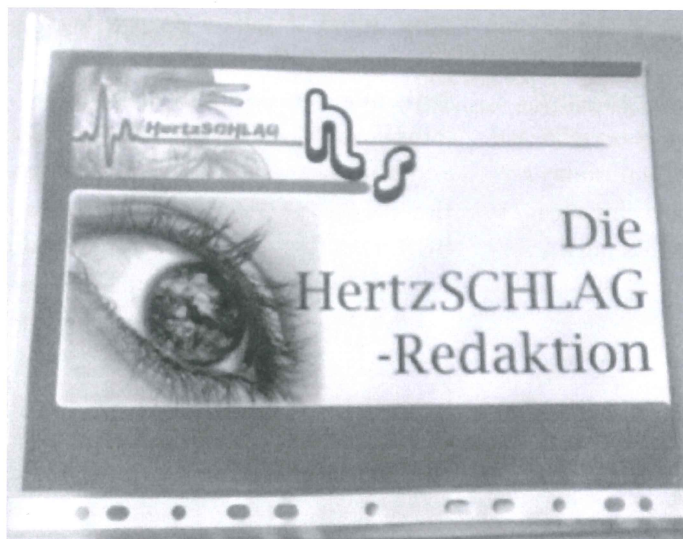 HertzSCHLAG
hs
Die
HertzSCHLAG
-Redaktion